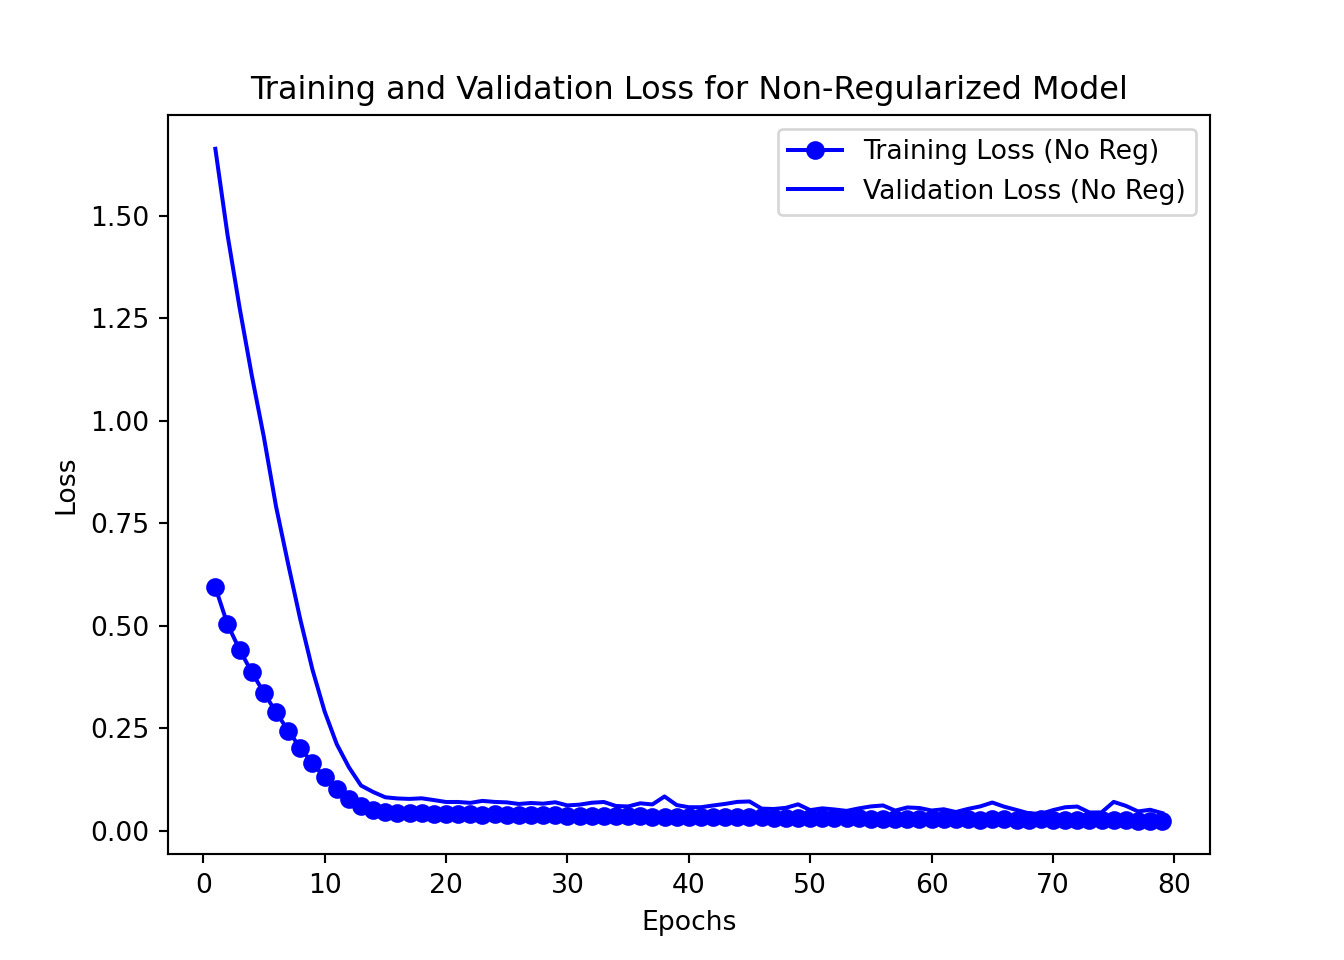 Training and Validation Loss for Non-Regularized Model
Training Loss (No Reg)
Validation Loss (No Reg)
1.50
1.25
1.00
0.75
0.50
0.25
0.00
Loss
0 10 20 30 40 50 60 70 80
Epochs